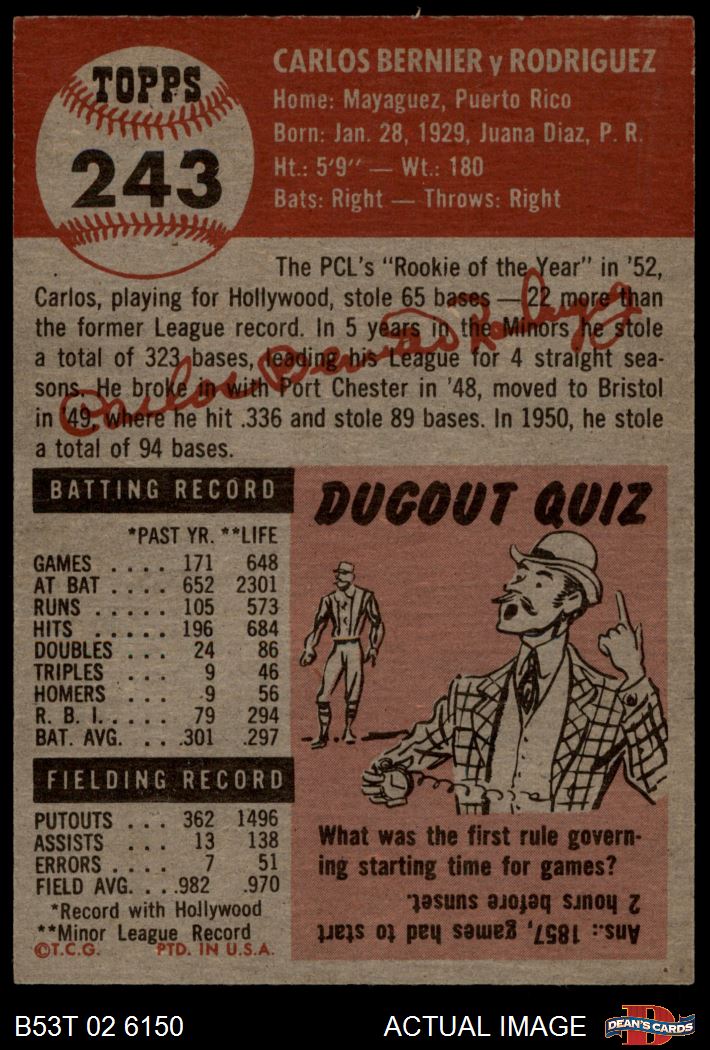 TOPPS
243
CARLOS BERNIER y RODRIGUEZ
Home: Mayaguez, Puerto Rico
Born: Jan. 28, 1929, Juana Diaz, P. R.
Ht.: 5'9" — Wt.: 180
Bats: Right — Throws: Right
The PCL's "Rookie of the Year" in '52,
Carlos, playing for Hollywood, stole 65 bases — 22 more than
the former League record. In 5 years in the Minors he stole
a total of 323 bases, leading his League for 4 straight sea-
sons. He broke in with Port Chester in '48, moved to Bristol
in '49, where he hit .336 and stole 89 bases. In 1950, he stole
a total of 94 bases.
Carlos Bernier Rodriguez
BATTING RECORD
*PAST YR. **LIFE
GAMES .... 171 648
AT BAT .... 652 2301
RUNS ..... 105 573
HITS ..... 196 684
DOUBLES ... 24 86
TRIPLES ... 9 46
HOMERS ... 9 56
R. B. I...... 79 294
BAT. AVG. ... .301 .297
FIELDING RECORD
PUTOUTS ... 362 1496
ASSISTS ... 13 138
ERRORS .... 7 51
FIELD AVG. ... .982 .970
*Record with Hollywood
**Minor League Record
©T.C.G. PTD. IN U.S.A.
DUGOUT QUIZ
What was the first rule govern-
ing starting time for games?
Ans.: 1857, games had to start
2 hours before sunset.
B53T 02 6150
ACTUAL IMAGE
DEAN'S CARDS